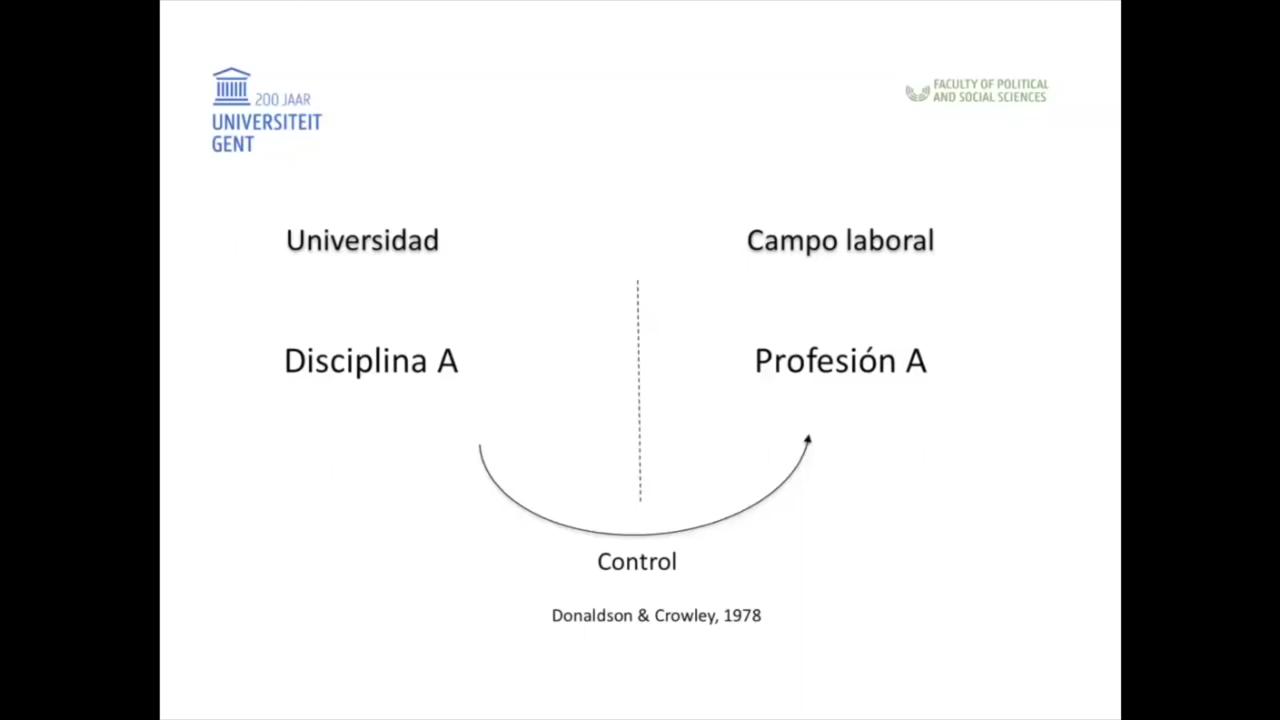 200 JAAR
UNIVERSITEIT
GENT
FACULTY OF POLITICAL
AND SOCIAL SCIENCES
Universidad
Campo laboral
Disciplina A
Profesión A
Control
Donaldson & Crowley, 1978